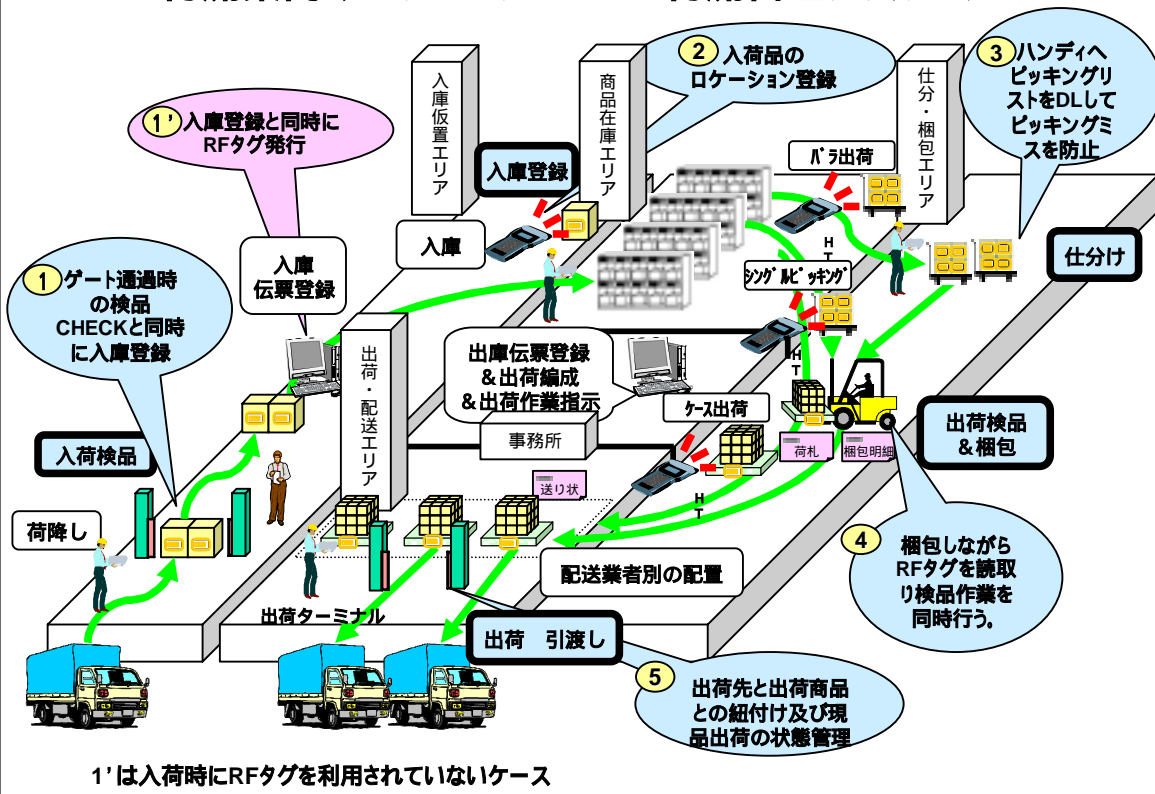 2 入荷品の
ロケーション登録
3 ハンディへ
ピッキングリ
ストをDLして
ピッキングミ
スを防止
1' 入庫登録と同時に
RFタグ発行
入庫仮置エリア
商品在庫エリア
仕分・梱包エリア
入庫登録
バラ出荷
入庫
HT
仕分け
入庫
伝票登録
シングルピッキング
1 ゲート通過時
の検品
CHECKと同時
に入庫登録
出荷・配送エリア
出庫伝票登録
&出荷編成
&出荷作業指示
HT
ケース出荷
出荷検品
&梱包
事務所
荷札
梱包明細
入荷検品
送り状
HT
荷降し
4 梱包しながら
RFタグを読取
り検品作業を
同時行う。
配送業者別の配置
出荷ターミナル
出荷 引渡し
5 出荷先と出荷商品
との紐付け及び現
品出荷の状態管理
1'は入荷時にRFタグを利用されていないケース